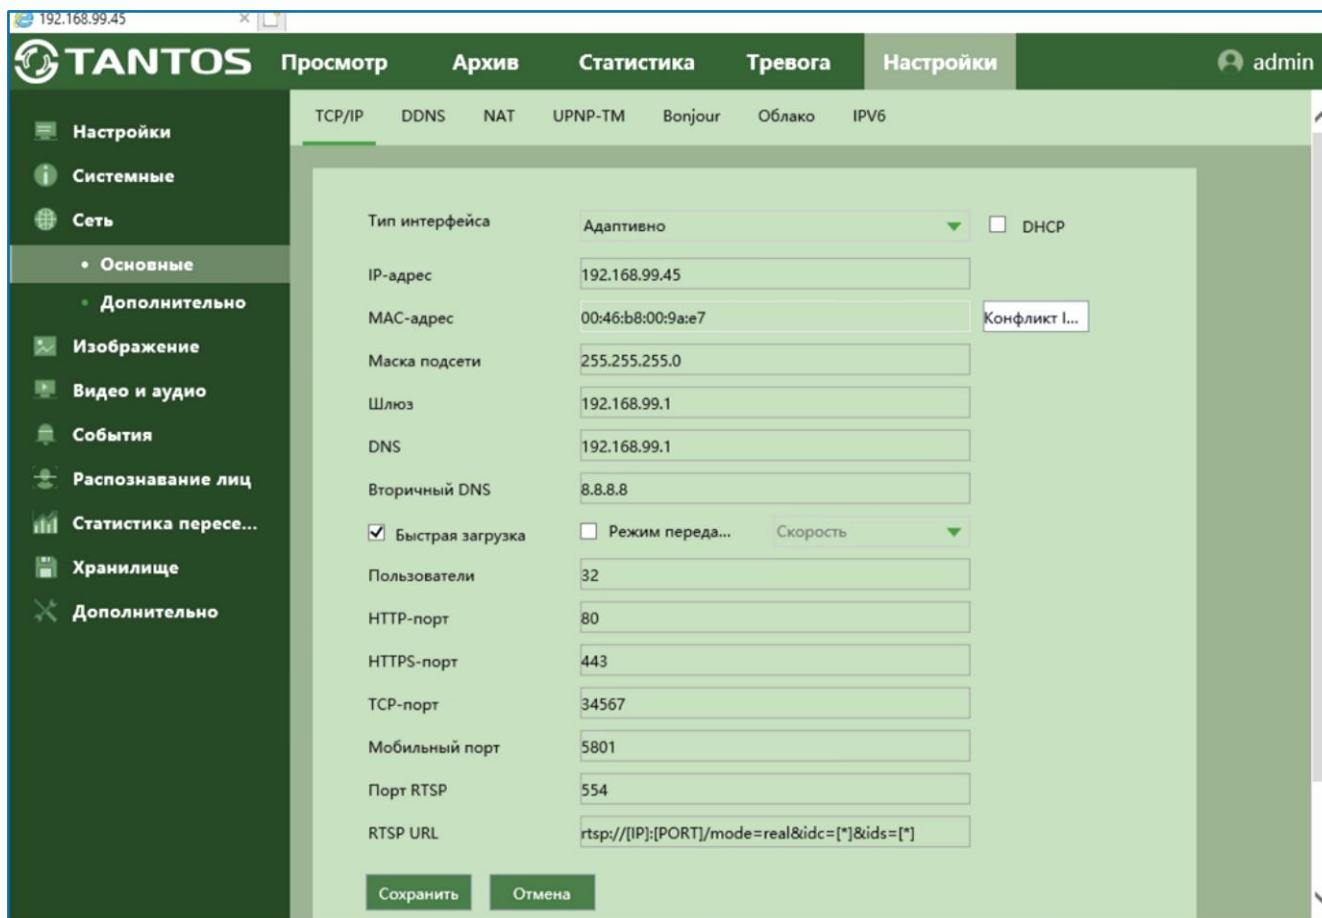 192.168.99.45
TANTOS Просмотр Архив Статистика Тревога Настройки admin
TCP/IP DDNS NAT UPNP-TM Bonjour Облако IPV6
Настройки
Системные
Сеть
Основные
Дополнительно
Изображение
Видео и аудио
События
Распознавание лиц
Статистика пересе...
Хранилище
Дополнительно
Тип интерфейса Адаптивно DHCP
IP-адрес 192.168.99.45
MAC-адрес 00:46:b8:00:9a:e7 Конфликт I...
Маска подсети 255.255.255.0
Шлюз 192.168.99.1
DNS 192.168.99.1
Вторичный DNS 8.8.8.8
Быстрая загрузка Режим переда... Скорость
Пользователи 32
HTTP-порт 80
HTTPS-порт 443
TCP-порт 34567
Мобильный порт 5801
Порт RTSP 554
RTSP URL rtsp://[IP]:[PORT]/mode=real&idc=[*]&ids=[*]
Сохранить Отмена